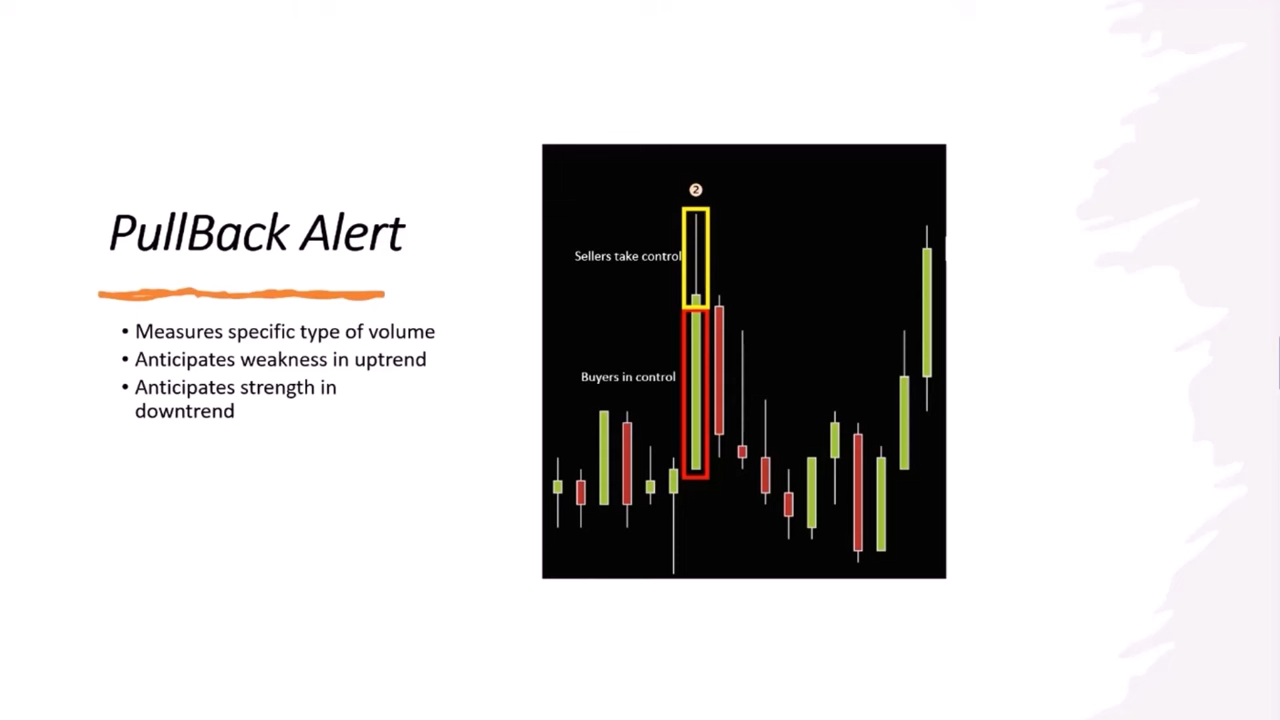 PullBack Alert
• Measures specific type of volume
• Anticipates weakness in uptrend
• Anticipates strength in
downtrend
2
Sellers take control
Buyers in control